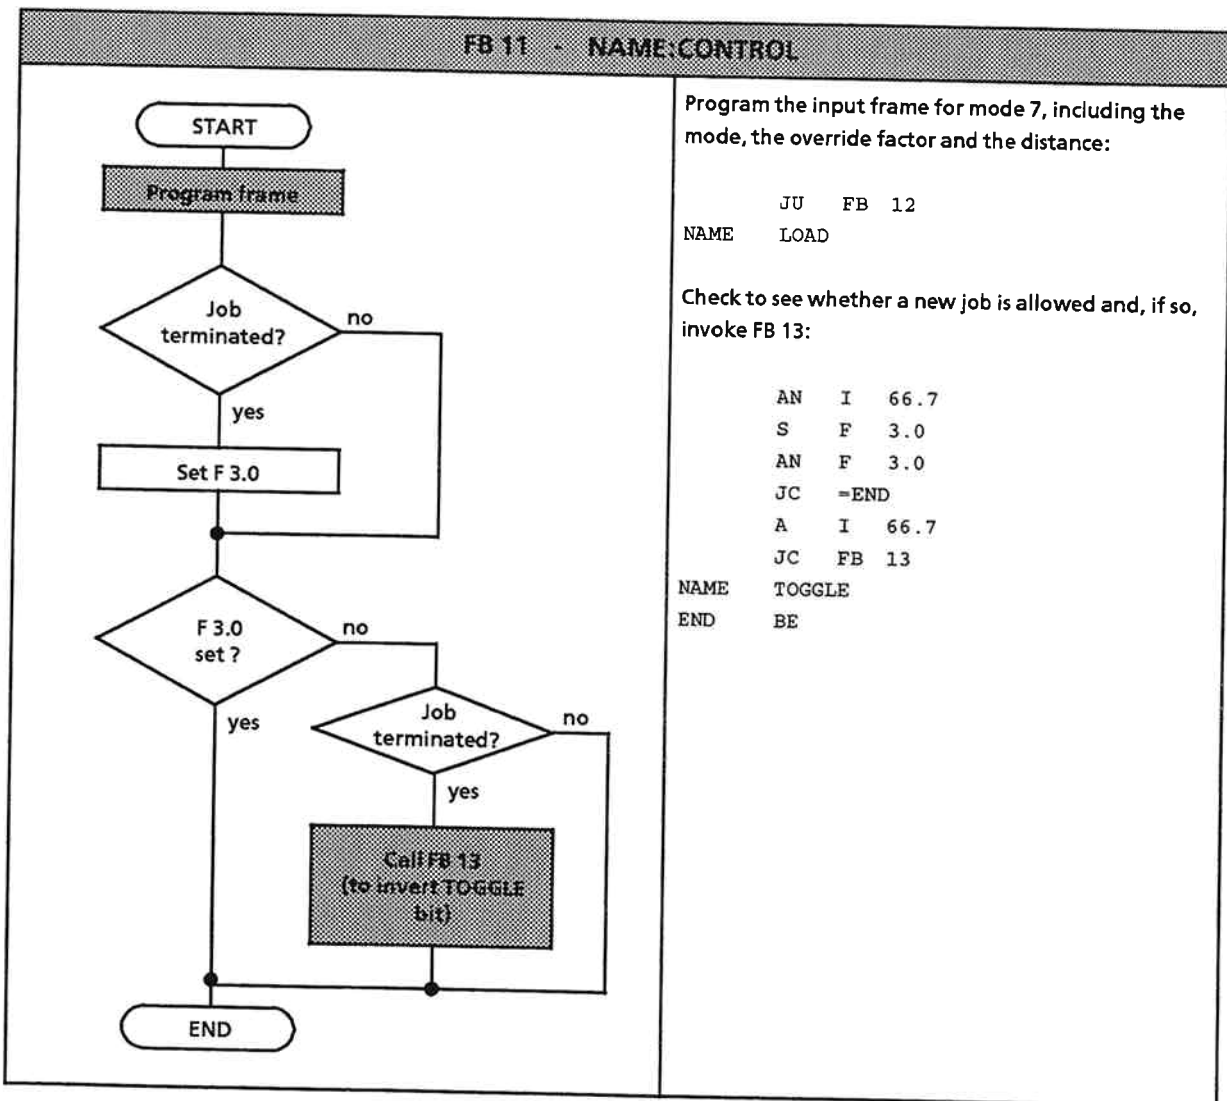 FB 11 - NAME:CONTROL
START
Program frame
Job
terminated?
no
yes
Set F 3.0
F 3.0
set ?
no
yes
Job
terminated?
no
yes
Call FB 13
(to invert TOGGLE
bit)
END
Program the input frame for mode 7, including the
mode, the override factor and the distance:
JU FB 12
NAME LOAD
Check to see whether a new job is allowed and, if so,
invoke FB 13:
AN I 66.7
S F 3.0
AN F 3.0
JC =END
A I 66.7
JC FB 13
NAME TOGGLE
END BE